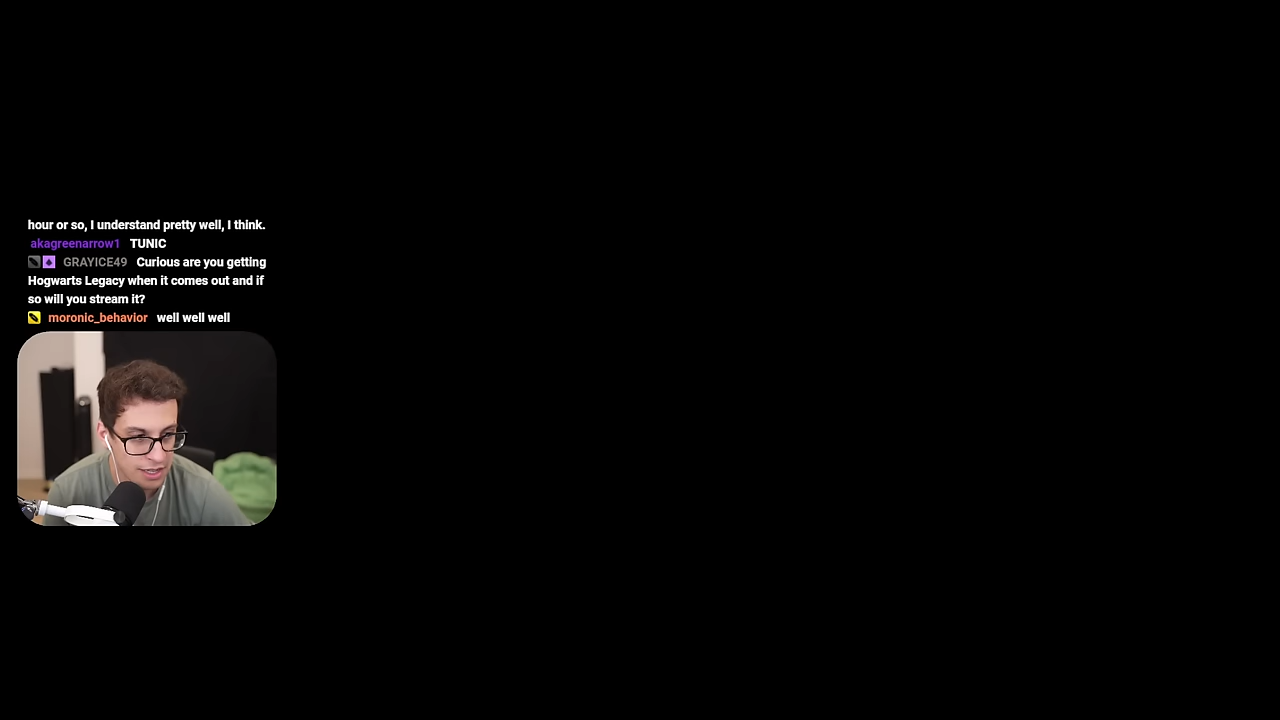 hour or so, I understand pretty well, I think.
akagreenarrow1 TUNIC
GRAYICE49 Curious are you getting
Hogwarts Legacy when it comes out and if
so will you stream it?
moronic_behavior well well well